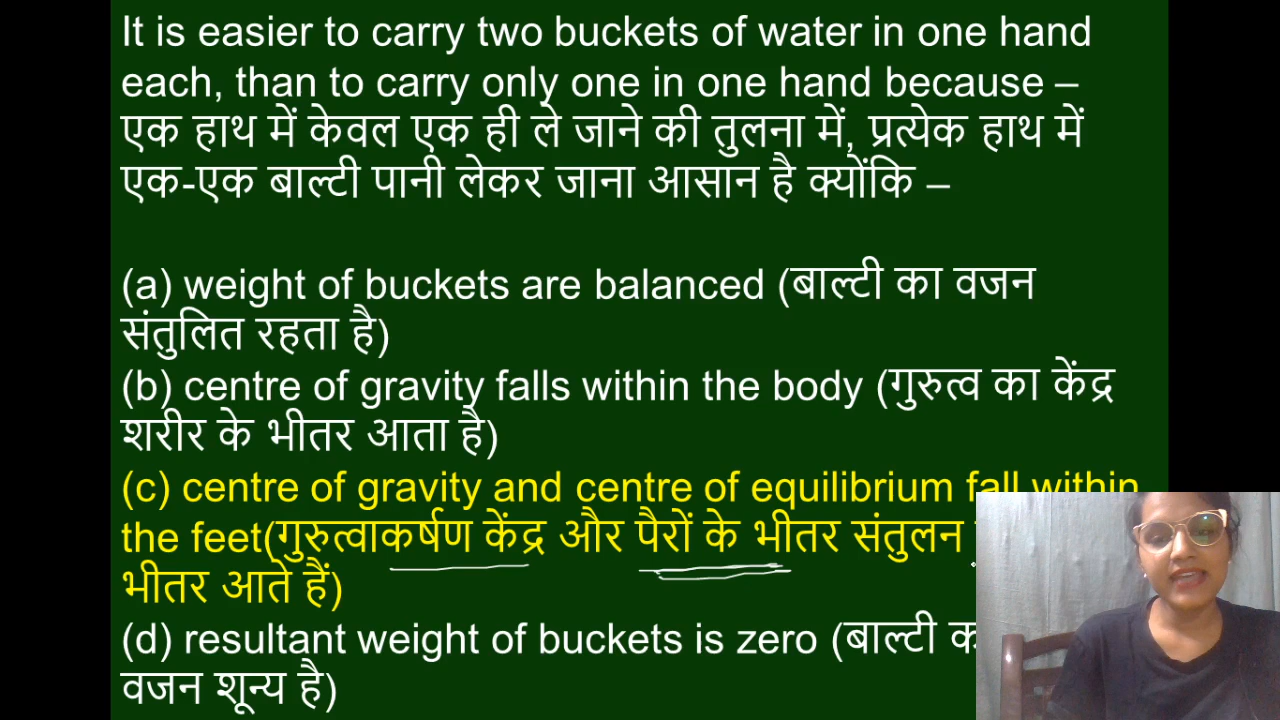 It is easier to carry two buckets of water in one hand
each, than to carry only one in one hand because –
एक हाथ में केवल एक ही ले जाने की तुलना में, प्रत्येक हाथ में
एक-एक बाल्टी पानी लेकर जाना आसान है क्योंकि –
(a) weight of buckets are balanced (बाल्टी का वजन
संतुलित रहता है)
(b) centre of gravity falls within the body (गुरुत्व का केंद्र
शरीर के भीतर आता है)
(c) centre of gravity and centre of equilibrium fall within
the feet(गुरुत्वाकर्षण केंद्र और पैरों के भीतर संतुलन
भीतर आते हैं)
(d) resultant weight of buckets is zero (बाल्टी
वजन शून्य है)